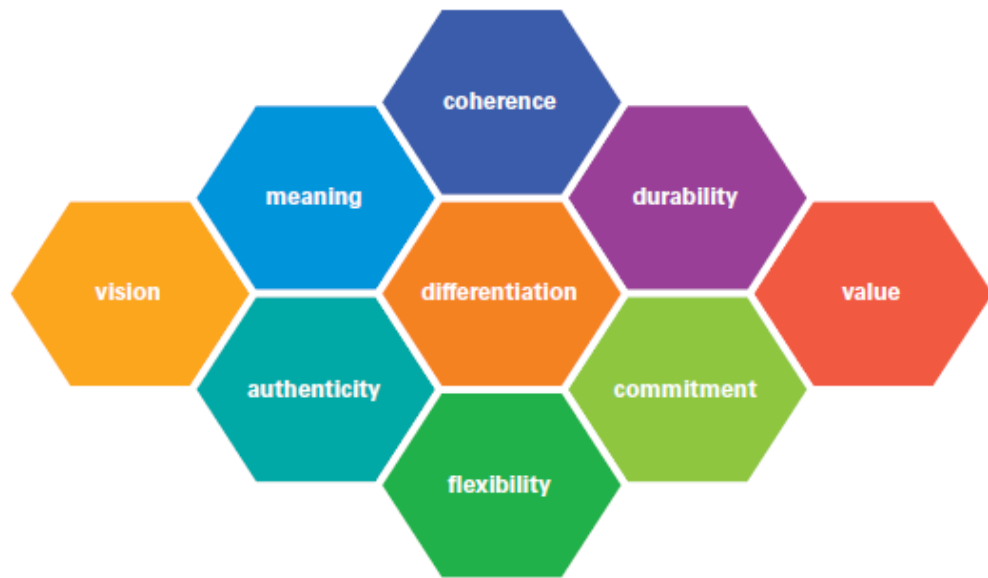 coherence
meaning
durability
vision
differentiation
value
authenticity
commitment
flexibility